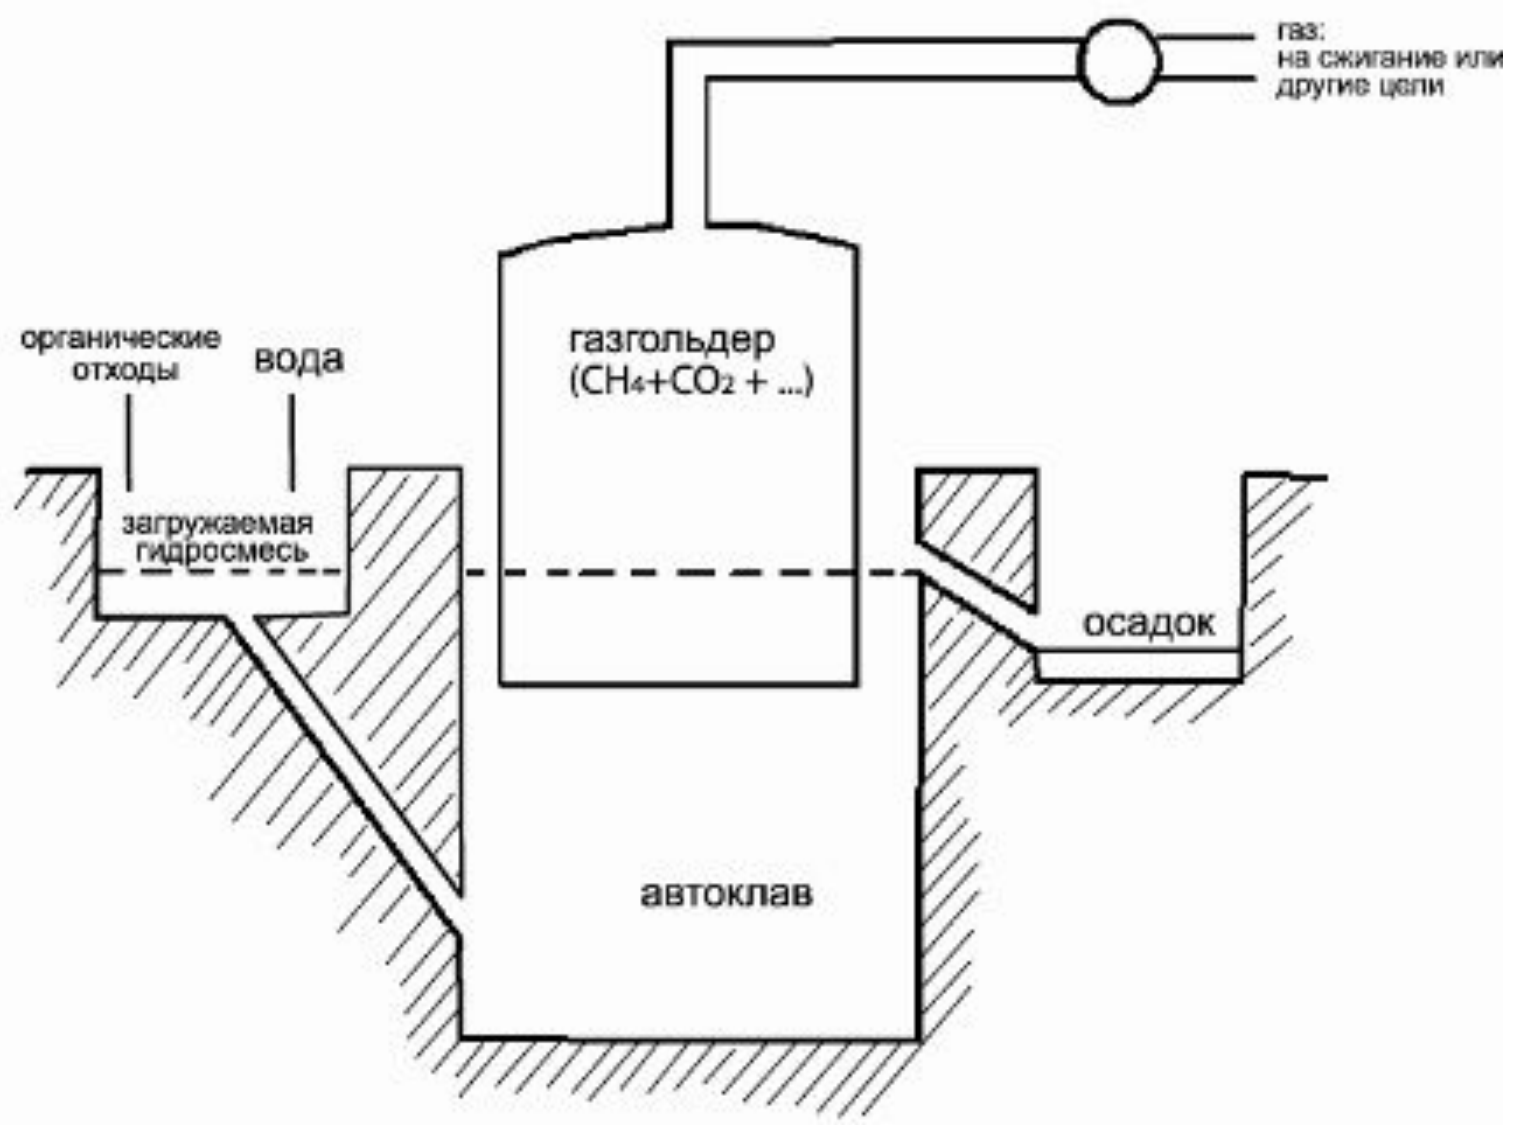 газ:
на сжигание или
другие цели
газгольдер
(CH₄+CO₂ + ...)
органические
отходы
вода
загружаемая
гидросмесь
осадок
автоклав